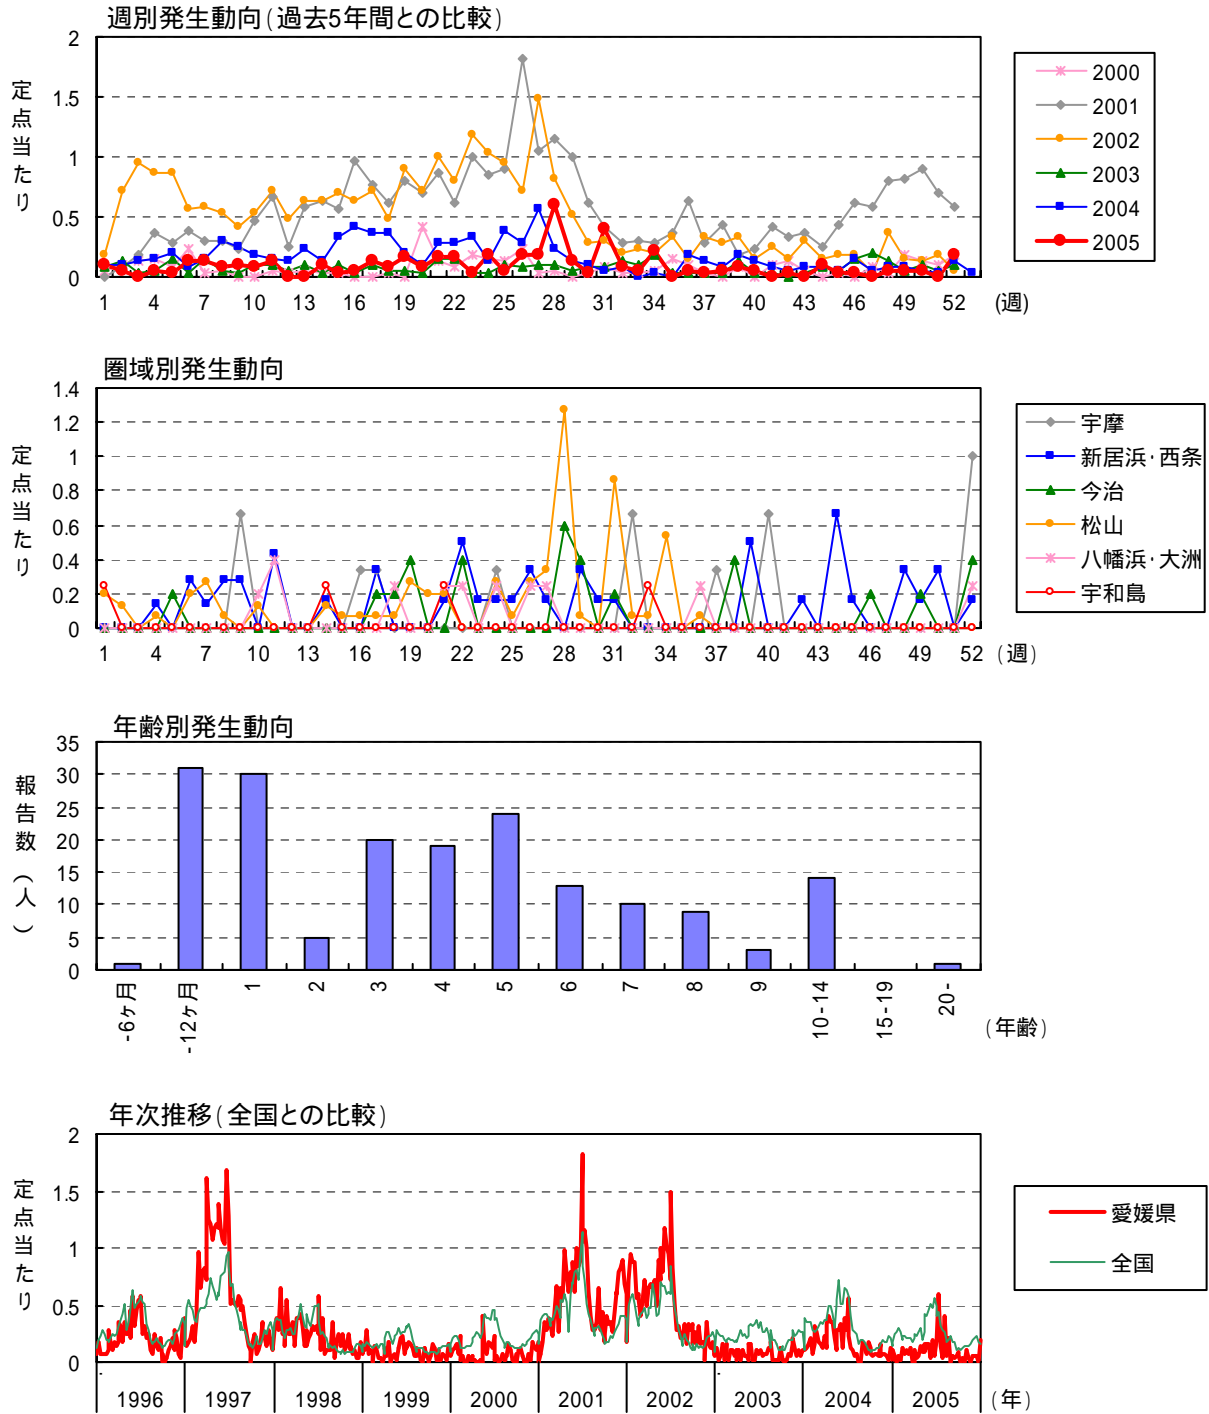 週別発生動向(過去5年間との比較)
定点当たり
2
1.5
1
0.5
0
1 4 7 10 13 16 19 22 25 28 31 34 37 40 43 46 49 52 (週)
2000
2001
2002
2003
2004
2005
圏域別発生動向
定点当たり
1.4
1.2
1
0.8
0.6
0.4
0.2
0
1 4 7 10 13 16 19 22 25 28 31 34 37 40 43 46 49 52 (週)
宇摩
新居浜・西条
今治
松山
八幡浜・大洲
宇和島
年齢別発生動向
報告数(人)
35
30
25
20
15
10
5
0
-6ヶ月 -12ヶ月 1 2 3 4 5 6 7 8 9 10-14 15-19 20-
(年齢)
年次推移(全国との比較)
定点当たり
2
1.5
1
0.5
0
1996 1997 1998 1999 2000 2001 2002 2003 2004 2005 (年)
愛媛県
全国